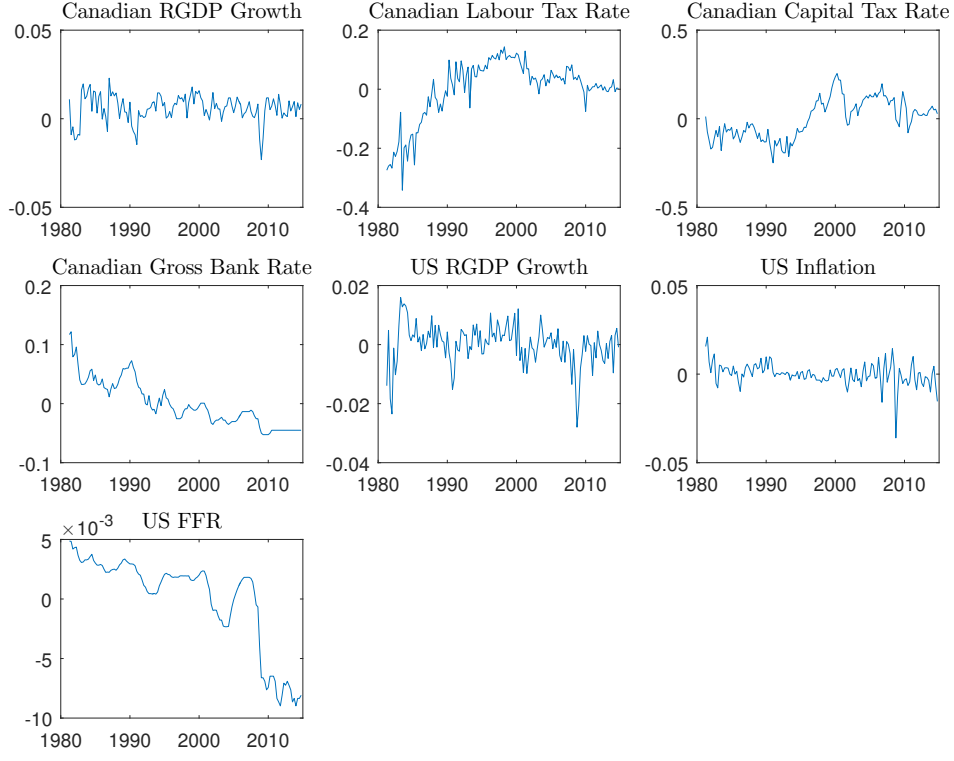 Canadian RGDP Growth
0.05
0
-0.05
1980 1990 2000 2010
Canadian Labour Tax Rate
0.2
0
-0.2
-0.4
1980 1990 2000 2010
Canadian Capital Tax Rate
0.5
0
-0.5
1980 1990 2000 2010
Canadian Gross Bank Rate
0.2
0.1
0
-0.1
1980 1990 2000 2010
US RGDP Growth
0.02
0
-0.02
-0.04
1980 1990 2000 2010
US Inflation
0.05
0
-0.05
1980 1990 2000 2010
US FFR
×10⁻³
5
0
-5
-10
1980 1990 2000 2010